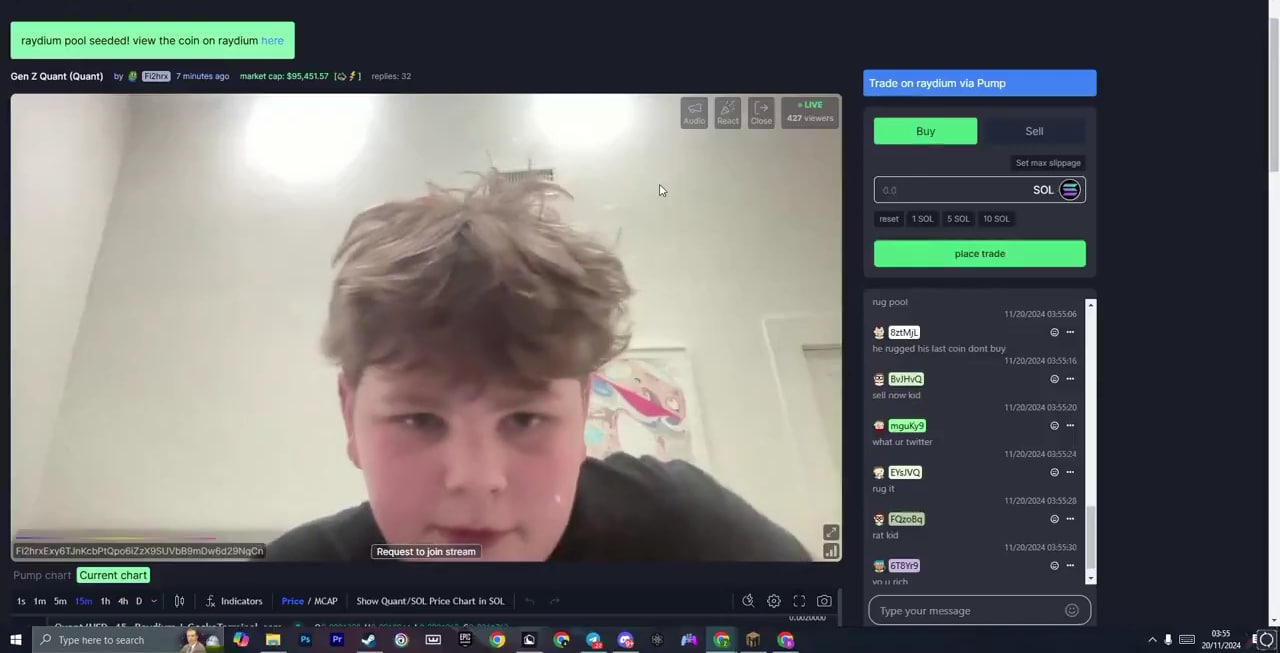 raydium pool seeded! view the coin on raydium here
Gen Z Quant (Quant) by Fi2hrx 7 minutes ago market cap: $95,451.57 replies: 32
Audio
React
Close
LIVE
427 viewers
Fi2hrxExy6TJnKcbPtQpo6iZzX9SUVbB9mDw6d29NgCn
Request to join stream
Pump chart Current chart
1s 1m 5m 15m 1h 4h D Indicators Price / MCAP Show Quant/SOL Price Chart in SOL
Trade on raydium via Pump
Buy Sell
Set max slippage
0.0 SOL
reset 1 SOL 5 SOL 10 SOL
place trade
rug pool
11/20/2024 03:55:06
8ztMjL
he rugged his last coin dont buy
11/20/2024 03:55:16
BvJHvQ
sell now kid
11/20/2024 03:55:20
mguKy9
what ur twitter
11/20/2024 03:55:24
EYsJVQ
rug it
11/20/2024 03:55:28
FQzoBq
rat kid
11/20/2024 03:55:30
6T8Yr9
yo u rich
Type your message
Type here to search
03:55
20/11/2024